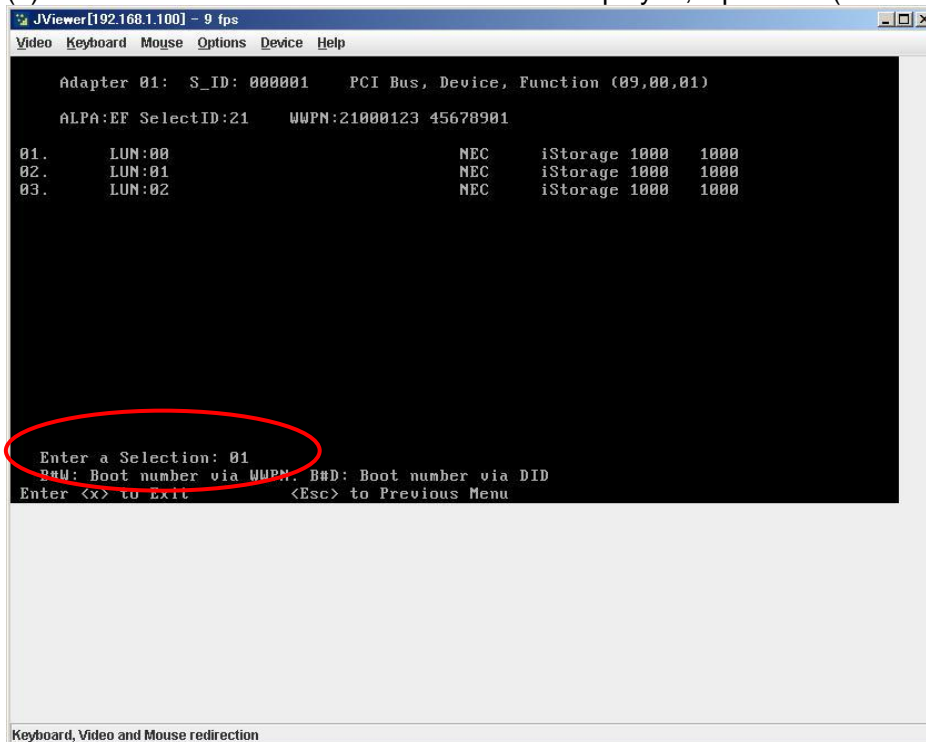 JViewer[192.168.1.100] - 9 fps
Video Keyboard Mouse Options Device Help
Adapter 01: S_ID: 000001 PCI Bus, Device, Function (09,00,01)
ALPA:EF SelectID:21 WWPN:21000123 45678901
01. LUN:00 NEC iStorage 1000 1000
02. LUN:01 NEC iStorage 1000 1000
03. LUN:02 NEC iStorage 1000 1000
Enter a Selection: 01
B#W: Boot number via WWPN. B#D: Boot number via DID
Enter <x> to Exit <Esc> to Previous Menu
Keyboard, Video and Mouse redirection